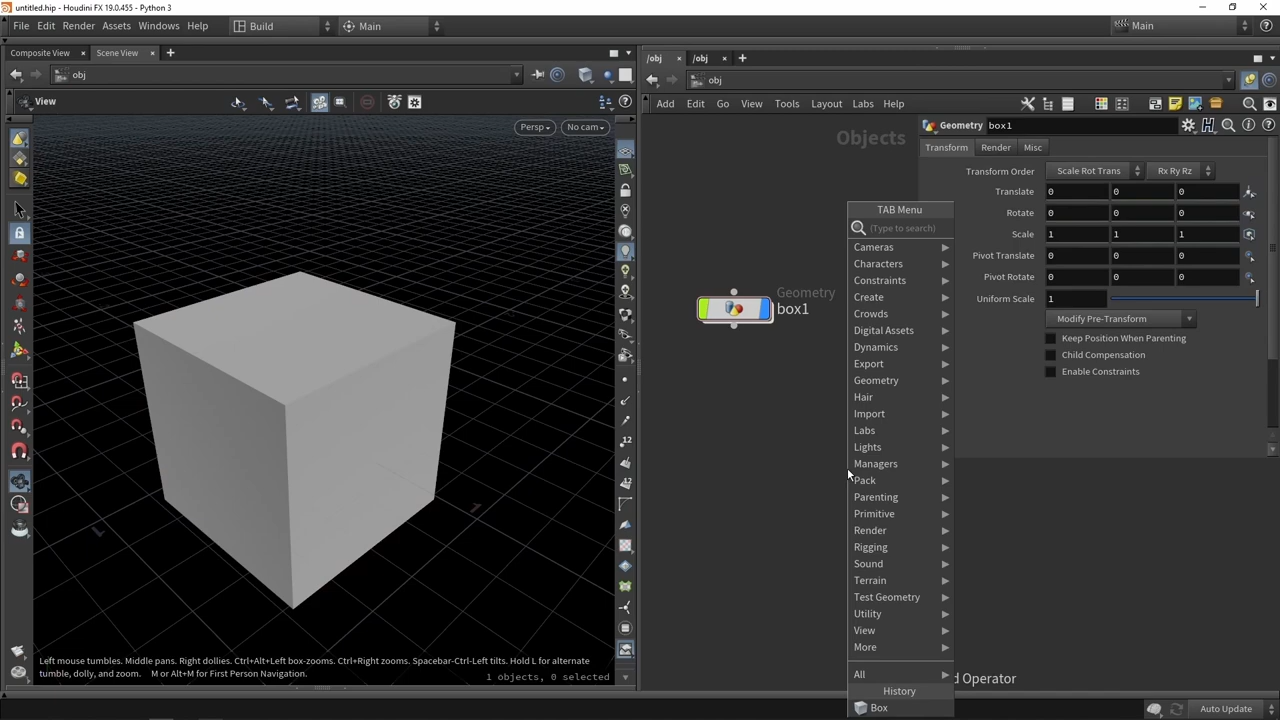 untitled.hip - Houdini FX 19.0.455 - Python 3
File Edit Render Assets Windows Help Build Main Main
Composite View Scene View
obj
View
Persp No cam
Left mouse tumbles. Middle pans. Right dollies. Ctrl+Alt+Left box-zooms. Ctrl+Right zooms. Spacebar-Ctrl-Left tilts. Hold L for alternate
tumble, dolly, and zoom. M or Alt+M for First Person Navigation.
1 objects, 0 selected
12
12
1
1
/obj /obj
obj
Add Edit Go View Tools Layout Labs Help
Objects
Geometry
box1
Geometry box1
Transform Render Misc
Transform Order Scale Rot Trans Rx Ry Rz
Translate 0 0 0
Rotate 0 0 0
Scale 1 1 1
Pivot Translate 0 0 0
Pivot Rotate 0 0 0
Uniform Scale 1
Modify Pre-Transform
Keep Position When Parenting
Child Compensation
Enable Constraints
TAB Menu
(Type to search)
Cameras
Characters
Constraints
Create
Crowds
Digital Assets
Dynamics
Export
Geometry
Hair
Import
Labs
Lights
Managers
Pack
Parenting
Primitive
Render
Rigging
Sound
Terrain
Test Geometry
Utility
View
More
All
History
Box
d Operator
Auto Update